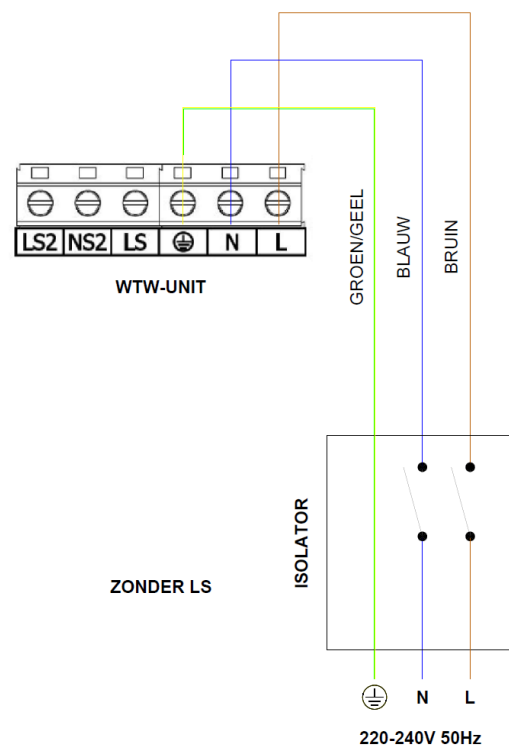 LS2 NS2 LS N L
WTW-UNIT
GROEN/GEEL
BLAUW
BRUIN
ISOLATOR
ZONDER LS
N L
220-240V 50Hz